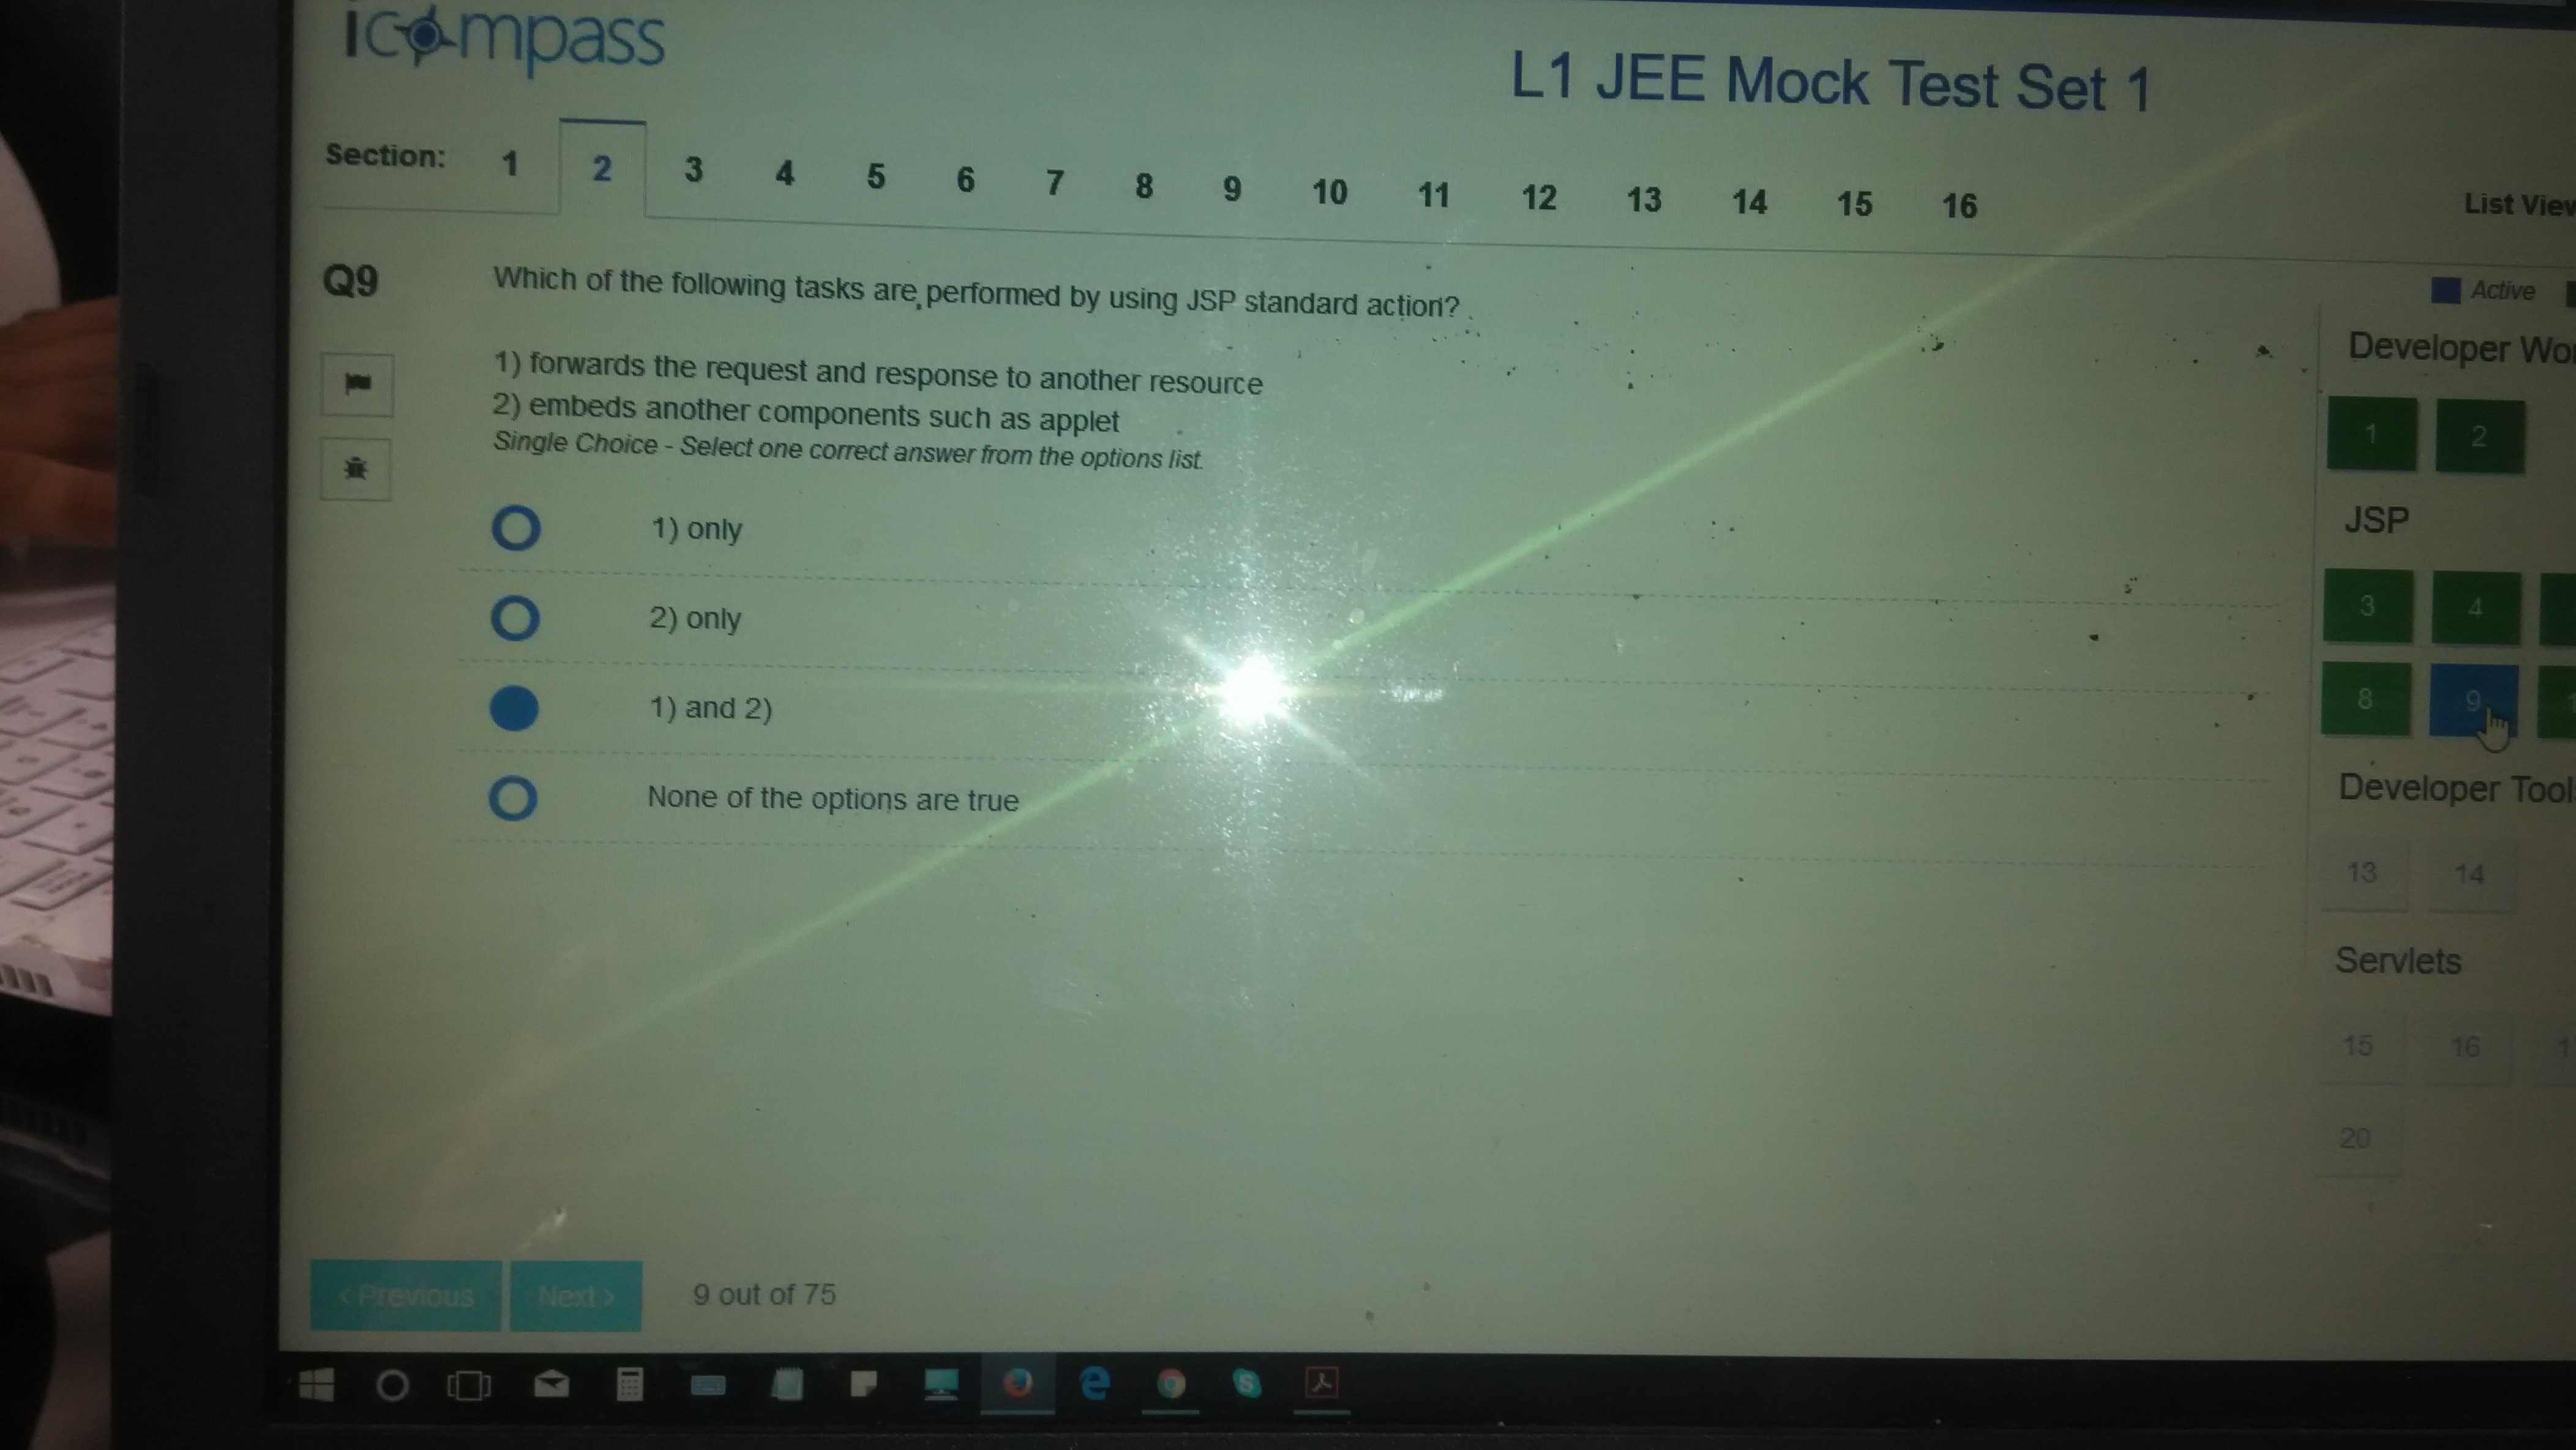 icompass
L1 JEE Mock Test Set 1
Section: 1 2 3 4 5 6 7 8 9 10 11 12 13 14 15 16
List View
Q9
Which of the following tasks are performed by using JSP standard action?
1) forwards the request and response to another resource
2) embeds another components such as applet
Single Choice - Select one correct answer from the options list.
1) only
2) only
1) and 2)
None of the options are true
Active
Developer
1 2
JSP
3 4
8 9
Developer
13 14
Servlets
15 16
20
< Previous Next > 9 out of 75